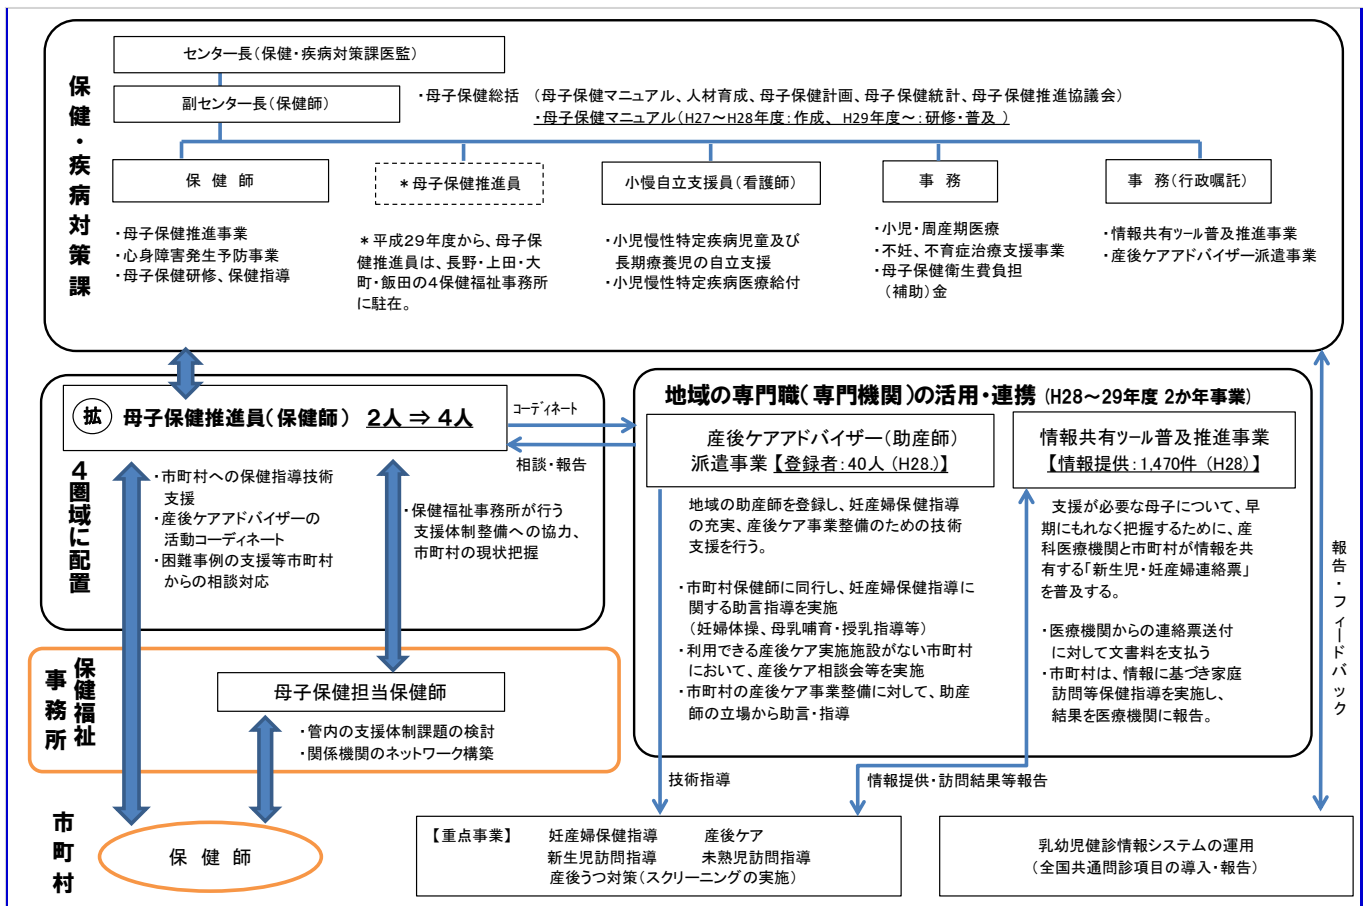 保健・疾病対策課
センター長（保健・疾病対策課医監）
副センター長（保健師）
・母子保健総括　（母子保健マニュアル、人材育成、母子保健計画、母子保健統計、母子保健推進協議会）
・母子保健マニュアル（H27～H28年度：作成、 H29年度～：研修・普及 ）
保　健　師
・母子保健推進事業
・心身障害発生予防事業
・母子保健研修、保健指導
＊母子保健推進員
＊平成２９年度から、母子保
健推進員は、長野・上田・大
町・飯田の４保健福祉事務所
に駐在。
小慢自立支援員（看護師）
・小児慢性特定疾病児童及び
長期療養児の自立支援
・小児慢性特定疾病医療給付
事　務
・小児・周産期医療
・不妊、不育症治療支援事業
・母子保健衛生費負担
（補助）金
事　務（行政嘱託）
・情報共有ﾂｰﾙ普及推進事業
・産後ケアアドバイザー派遣事業
４圏域に配置
拡　母子保健推進員（保健師）　２人 ⇒ ４人
・市町村への保健指導技術
支援
・産後ケアアドバイザーの
活動コーディネート
・困難事例の支援等市町村
からの相談対応
・保健福祉事務所が行う
支援体制整備への協力、
市町村の現状把握
ｺｰﾃﾞｨﾈｰﾄ
相談・報告
地域の専門職（専門機関）の活用・連携 （H28～29年度 2か年事業）
産後ケアアドバイザー（助産師）
派遣事業【登録者：40人（H28.）】
地域の助産師を登録し、妊産婦保健指導
の充実、産後ケア事業整備のための技術
支援を行う。
・市町村保健師に同行し、妊産婦保健指導に
関する助言指導を実施
（妊婦体操、母乳哺育・授乳指導等）
・利用できる産後ケア実施施設がない市町村
において、産後ケア相談会等を実施
・市町村の産後ケア事業整備に対して、助産
師の立場から助言・指導
情報共有ﾂｰﾙ普及推進事業
【情報提供：1,470件（H28）】
支援が必要な母子について、早
期にもれなく把握するために、産
科医療機関と市町村が情報を共
有する「新生児・妊産婦連絡票」
を普及する。
・医療機関からの連絡票送付
に対して文書料を支払う
・市町村は、情報に基づき家庭
訪問等保健指導を実施し、
結果を医療機関に報告。
報告・フィードバック
保健福祉
事務所
母子保健担当保健師
・管内の支援体制課題の検討
・関係機関のネットワーク構築
技術指導
情報提供・訪問結果等報告
市町村
保　健　師
【重点事業】　妊産婦保健指導　産後ケア
新生児訪問指導　未熟児訪問指導
産後うつ対策（スクリーニングの実施）
乳幼児健診情報システムの運用
（全国共通問診項目の導入・報告）